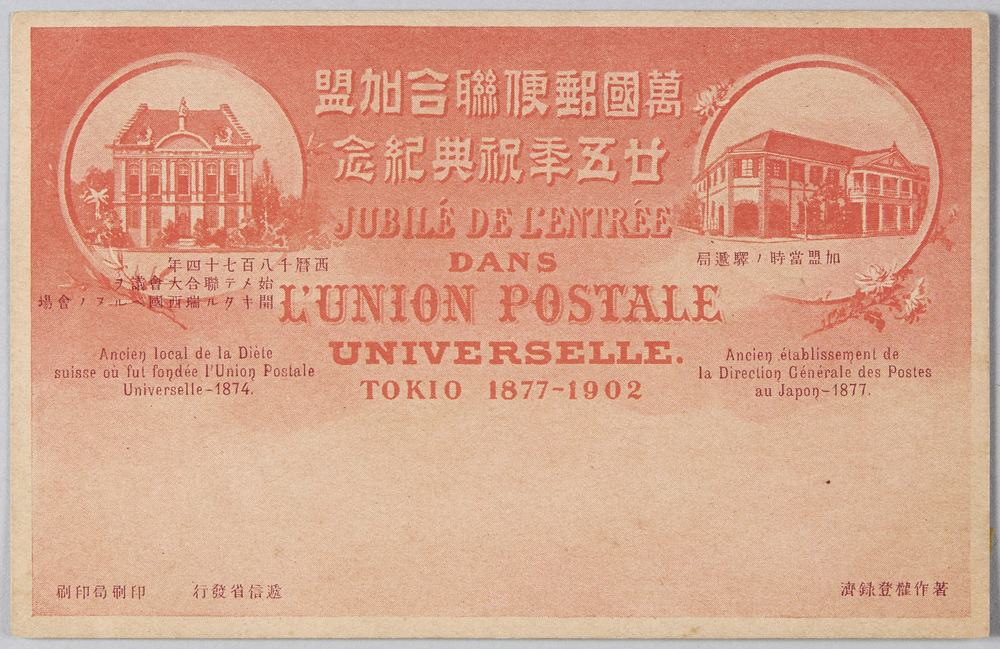 萬國郵便聯合加盟
廿五季祝典紀念
JUBILÉ DE L'ENTRÉE
DANS
L'UNION POSTALE
UNIVERSELLE.
TOKIO 1877-1902
西曆千八百七十四年
始メテ聯合大會議ヲ
開キタル瑞西國ベルヌノ會場
Ancien local de la Diète
suisse où fut fondée l'Union Postale
Universelle-1874.
加盟當時ノ驛遞局
Ancien établissement de
la Direction Générale des Postes
au Japon-1877.
著作權登録濟
遞信省發行
印刷局印刷